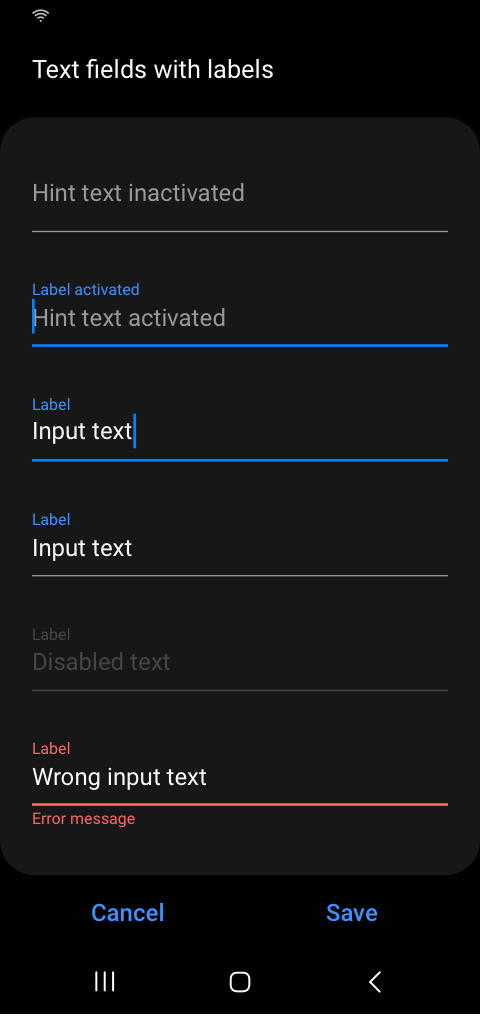 Text fields with labels
Hint text inactivated
Label activated
Hint text activated
Label
Input text
Label
Input text
Label
Disabled text
Label
Wrong input text
Error message
Cancel Save